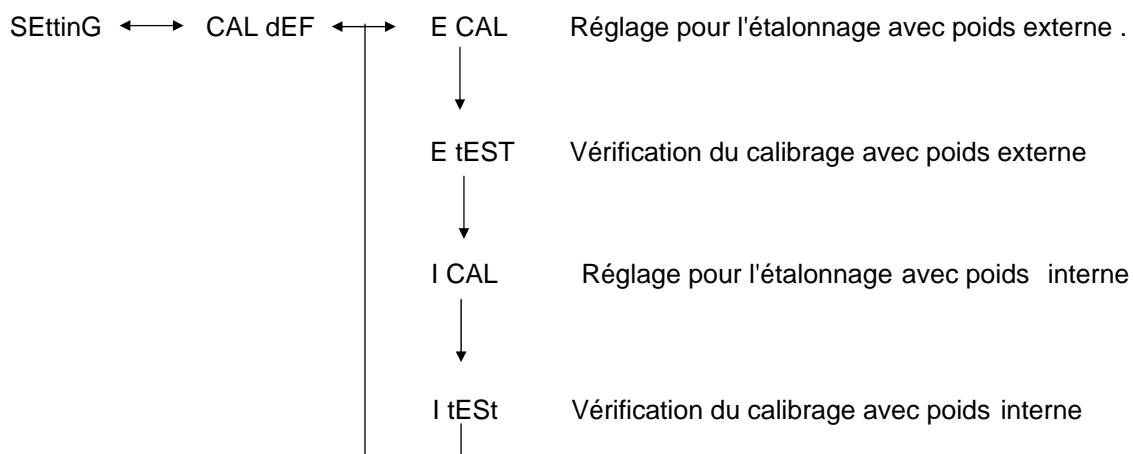 SEttinG CAL dEF E CAL Réglage pour l'étalonnage avec poids externe .
E tEST Vérification du calibrage avec poids externe
I CAL Réglage pour l'étalonnage avec poids interne
I tESt Vérification du calibrage avec poids interne